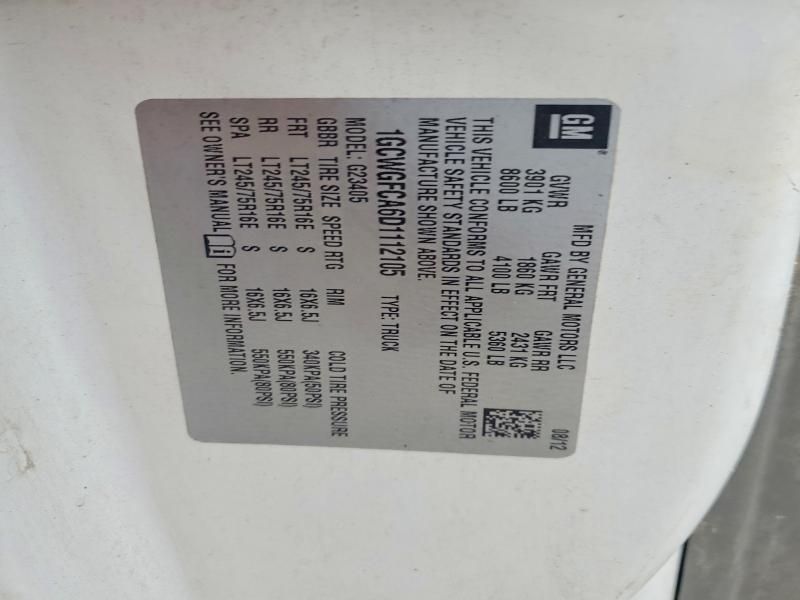 GM
MFD BY GENERAL MOTORS LLC 08/12
GVWR GAWR FRT GAWR RR
3901 KG 1860 KG 2431 KG
8600 LB 4100 LB 5360 LB
THIS VEHICLE CONFORMS TO ALL APPLICABLE U.S. FEDERAL MOTOR
VEHICLE SAFETY STANDARDS IN EFFECT ON THE DATE OF
MANUFACTURE SHOWN ABOVE.
1GCWGFCA6D1112105 TYPE: TRUCK
MODEL: G23405
GBBR TIRE SIZE SPEED RTG RIM COLD TIRE PRESSURE
FRT LT245/75R16E S 16X6.5J 340KPA(50PSI)
RR LT245/75R16E S 16X6.5J 550KPA(80PSI)
SPA LT245/75R16E S 16X6.5J 550KPA(80PSI)
SEE OWNER'S MANUAL FOR MORE INFORMATION.